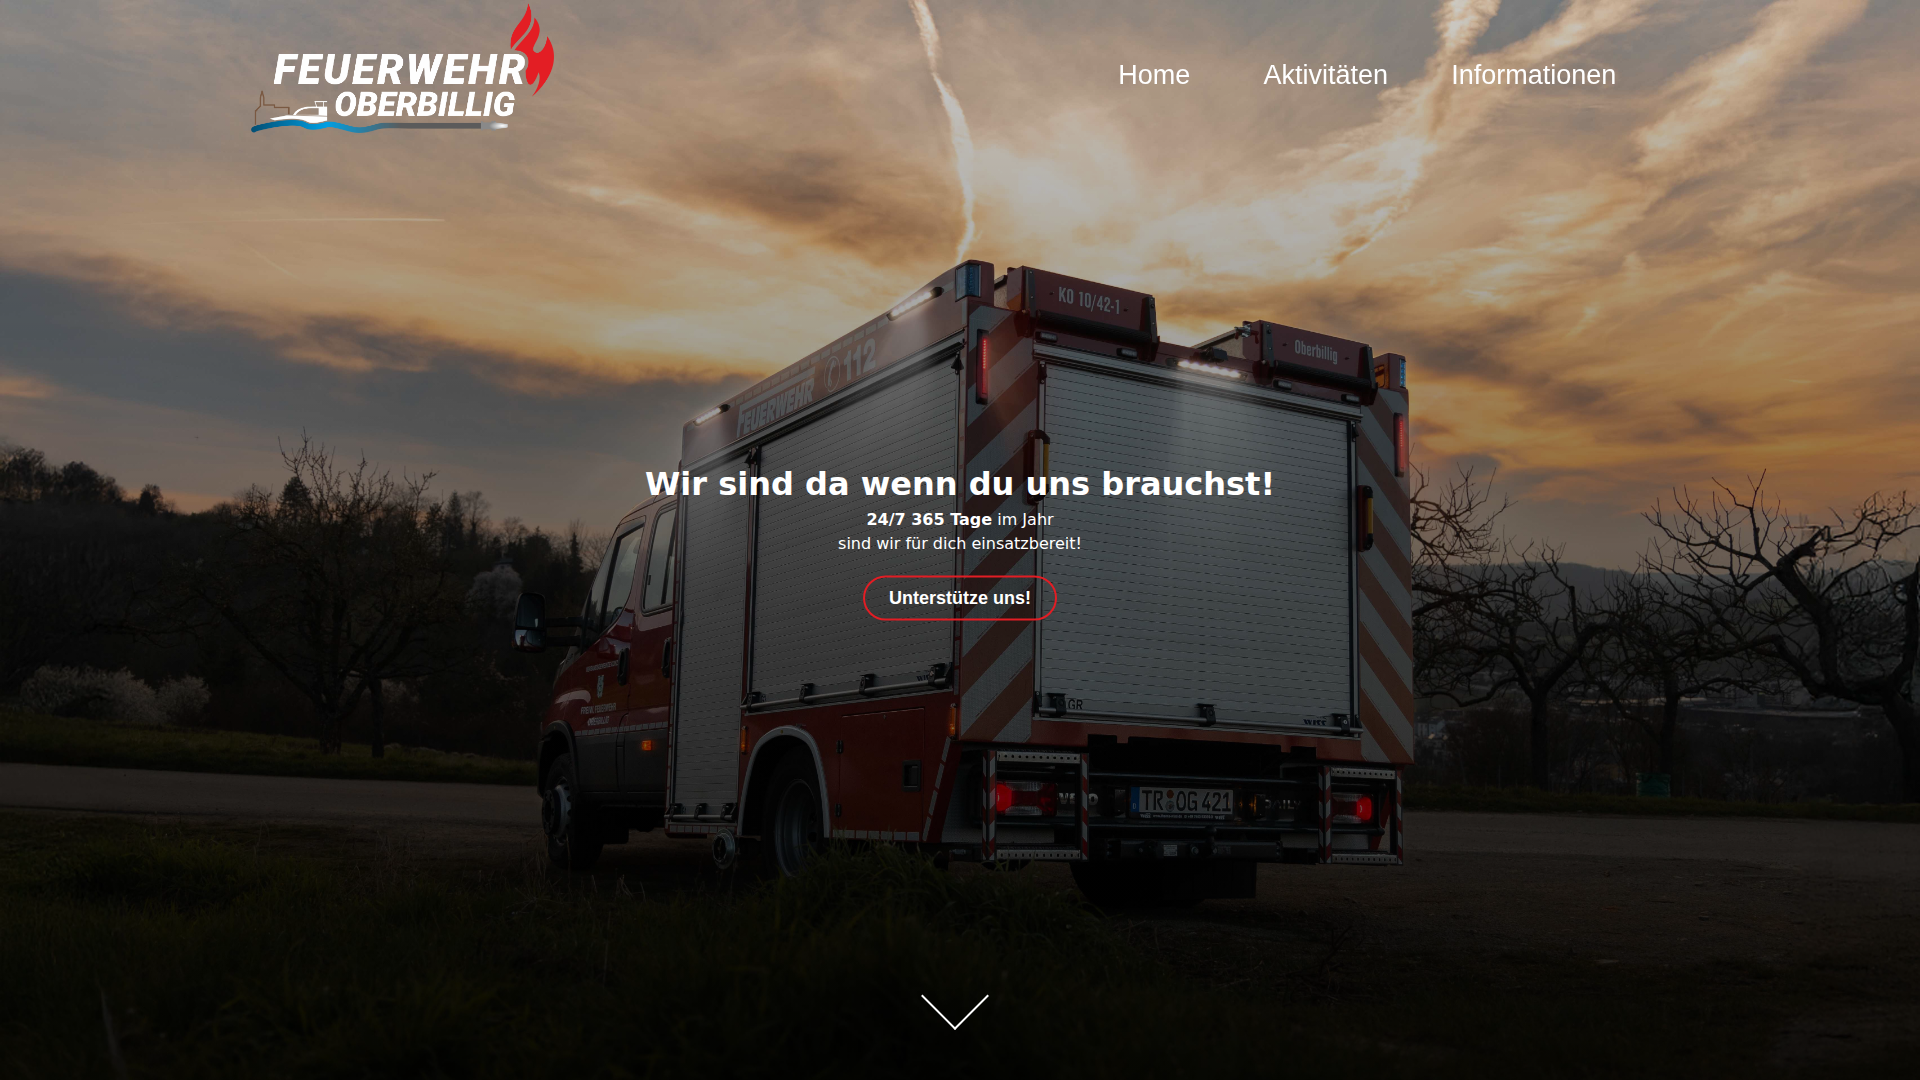 FEUERWEHR
OBERBILLIG
Home
Aktivitäten
Informationen
KO 10/42-1
Oberbillig
FEUERWEHR 112
Wir sind da wenn du uns brauchst!
24/7 365 Tage im Jahr
sind wir für dich einsatzbereit!
Unterstütze uns!
TR OG 421